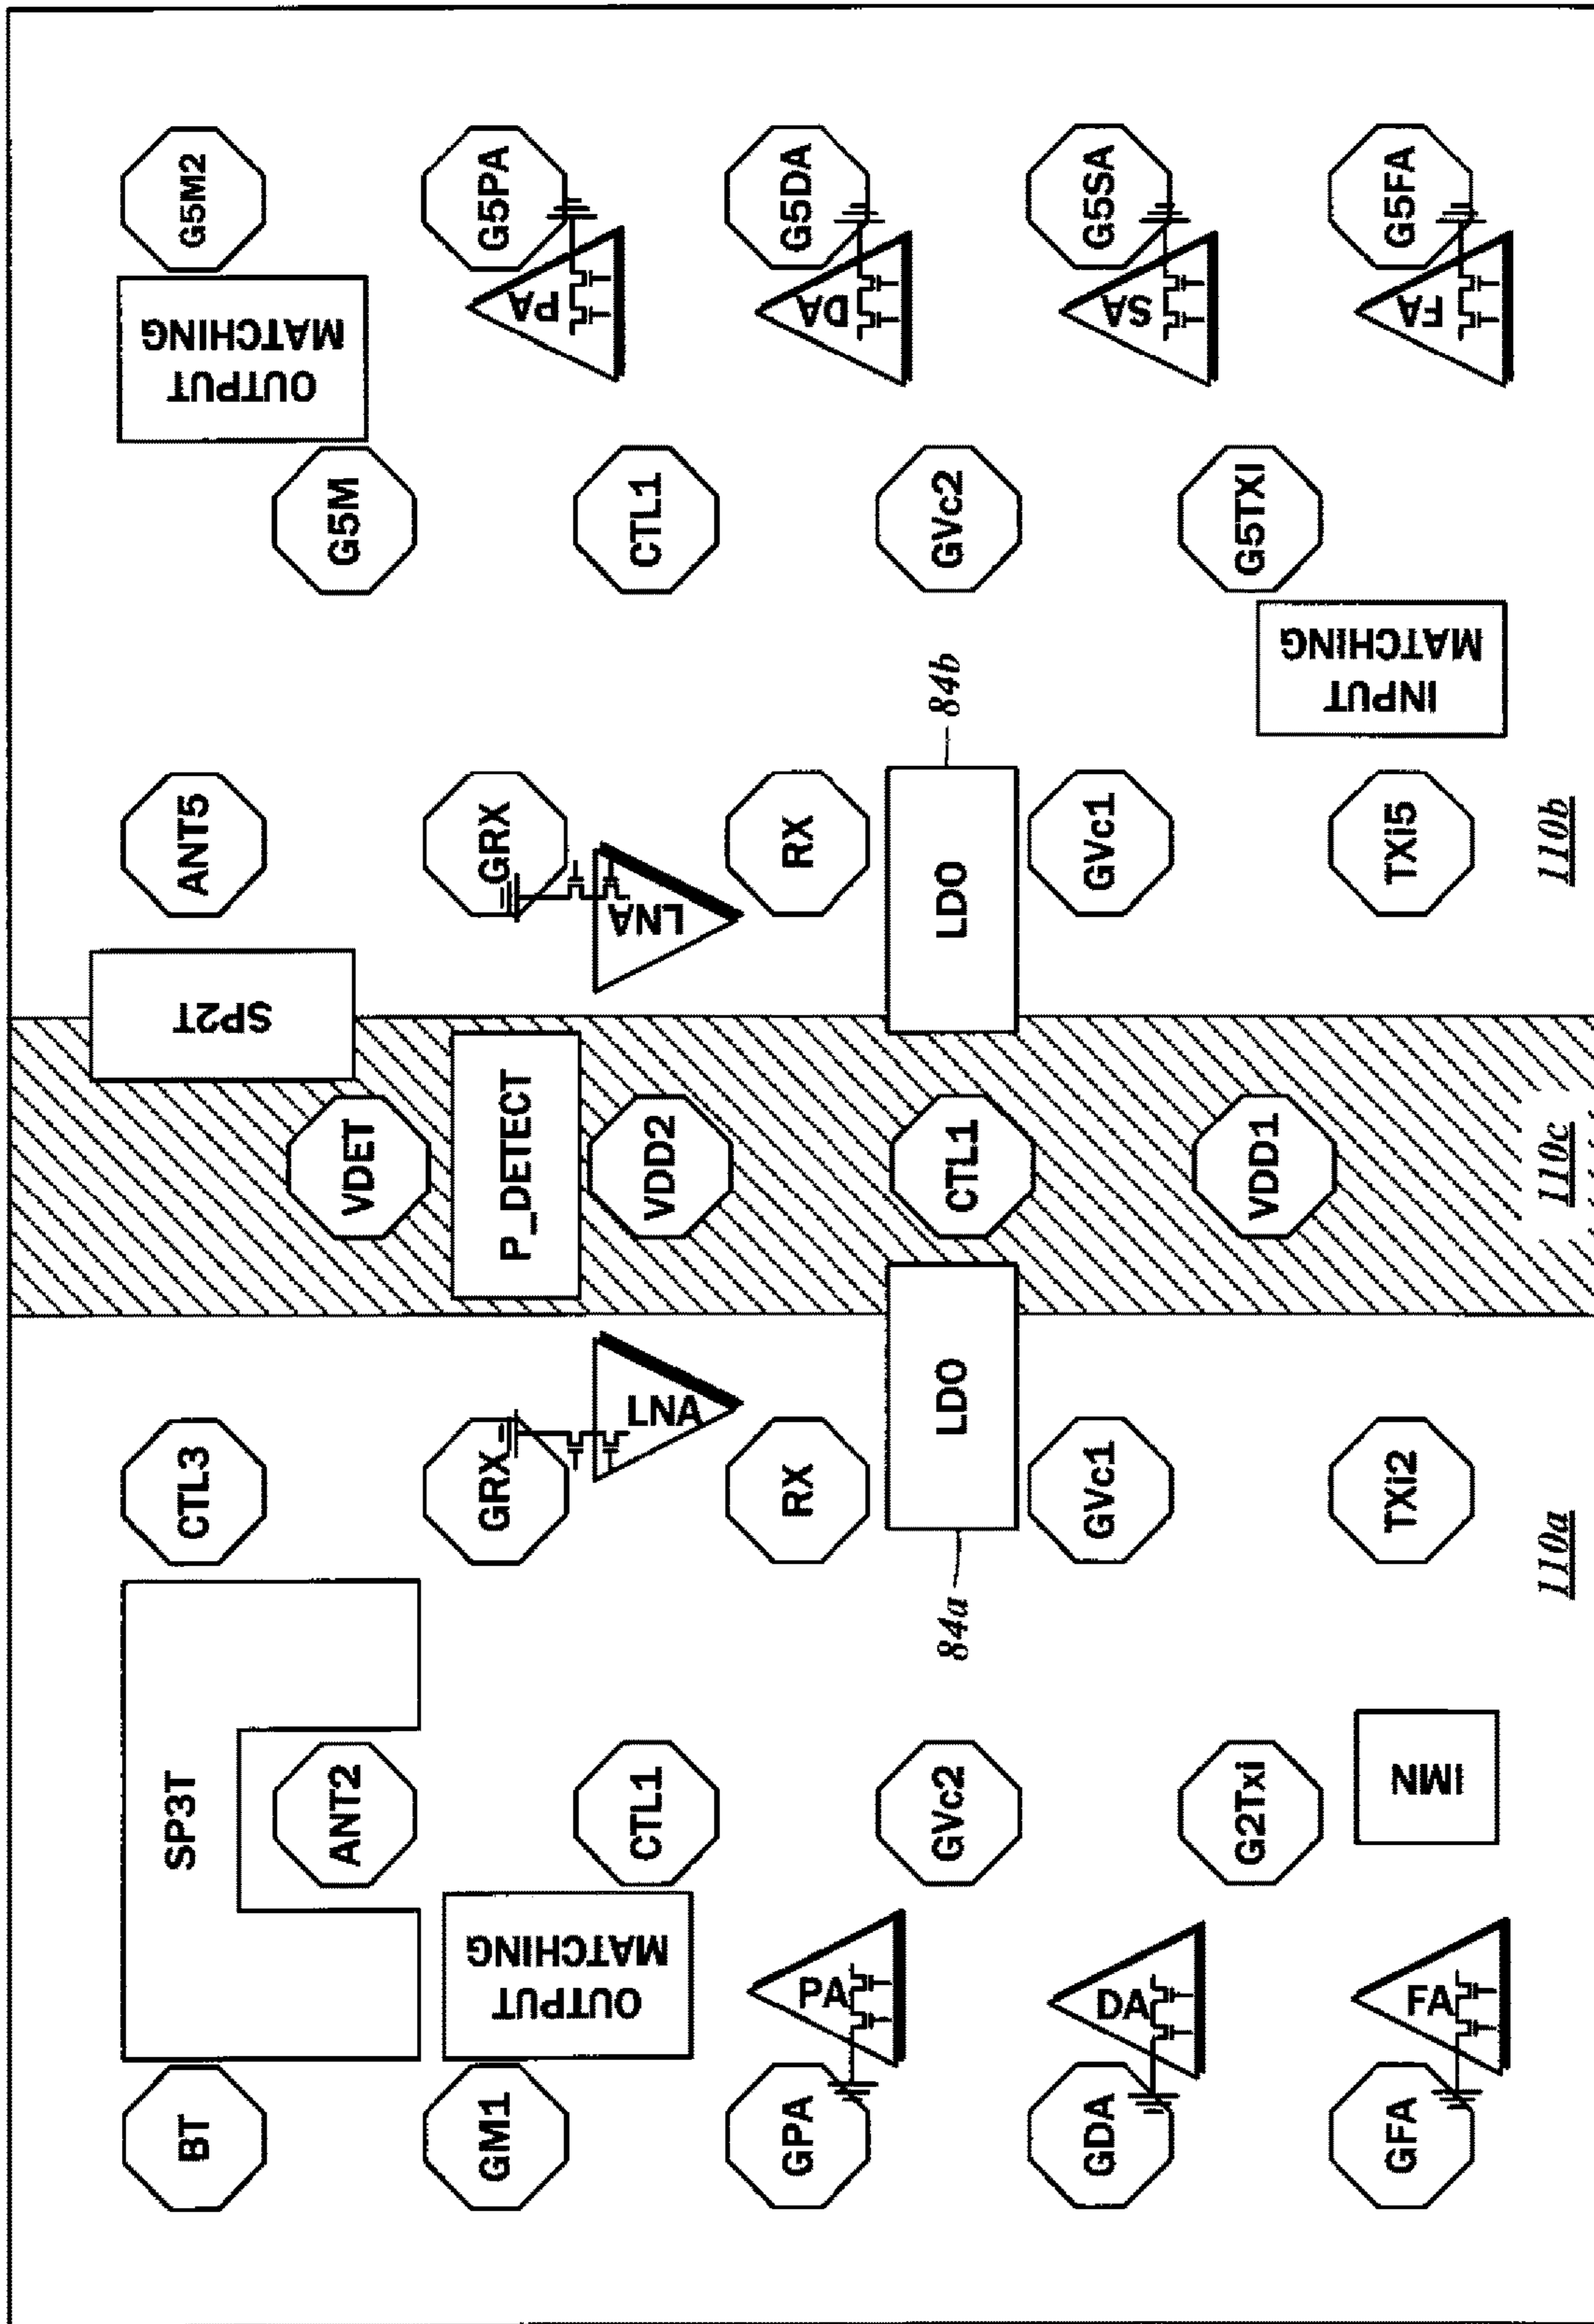 BT
SP3T
CTL3
VDET
SP2T
ANT5
OUTPUT
MATCHING
G5M2
ANT2
G5M
GM1
OUTPUT
MATCHING
GRX
LNA
P_DETECT
GRX
LNA
G5PA
PA
CTL1
VDD2
CTL1
GPA
PA
RX
RX
G5DA
DA
84a
LDO
LDO
84b
GVc2
CTL1
GVc2
GDA
DA
GVc1
GVc1
G5SA
SA
G2Txi
VDD1
G5TXI
INPUT
MATCHING
GFA
FA
IMN
TXi2
TXi5
G5FA
FA
110a
110c
110b